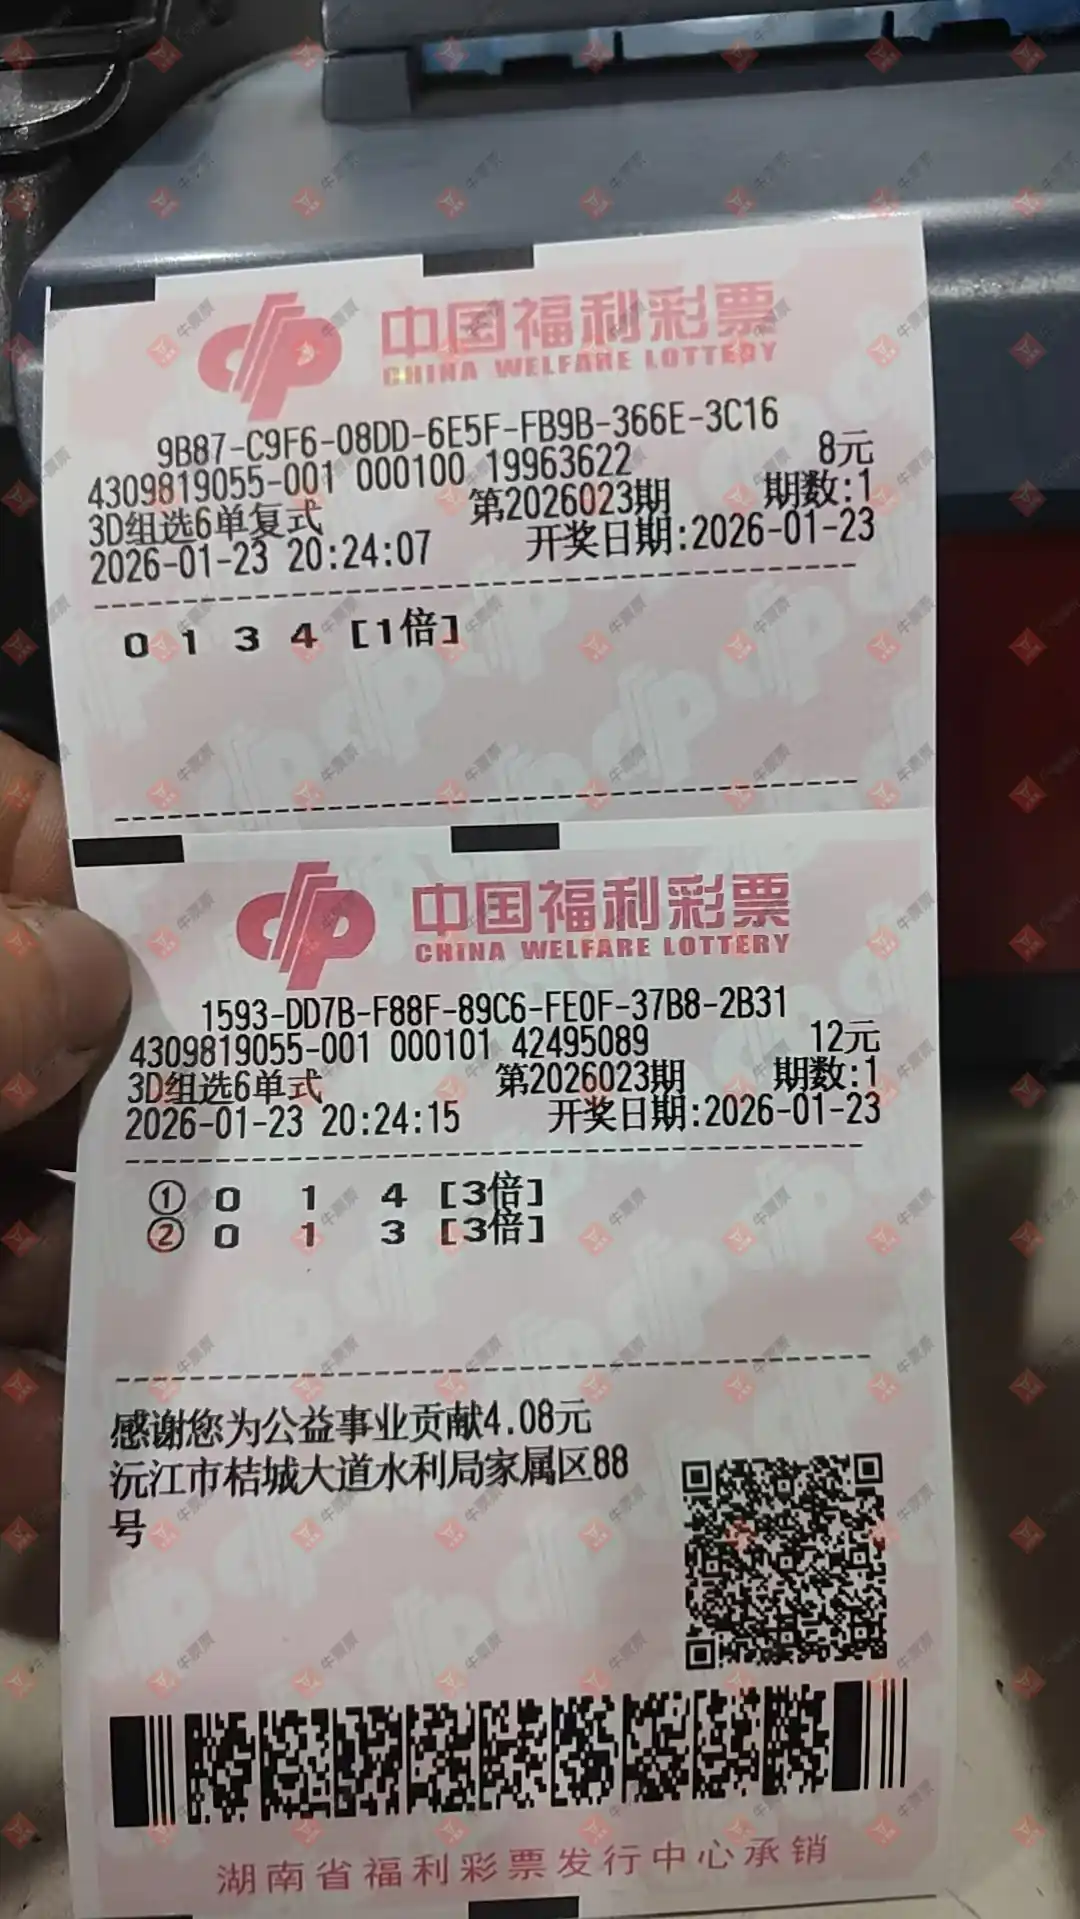 中国福利彩票
CHINA WELFARE LOTTERY
9B87-C9F6-08DD-6E5F-FB9B-366E-3C16
4309819055-001 000100 19963622 8元
3D组选6单复式 第2026023期 期数:1
2026-01-23 20:24:07 开奖日期:2026-01-23
0 1 3 4 [1倍]
中国福利彩票
CHINA WELFARE LOTTERY
1593-DD7B-F88F-89C6-FE0F-37B8-2B31
4309819055-001 000101 42495089 12元
3D组选6单式 第2026023期 期数:1
2026-01-23 20:24:15 开奖日期:2026-01-23
① 0 1 4 [3倍]
② 0 1 3 [3倍]
感谢您为公益事业贡献4.08元
沅江市桔城大道水利局家属区88
号
湖南省福利彩票发行中心承销
牛票票